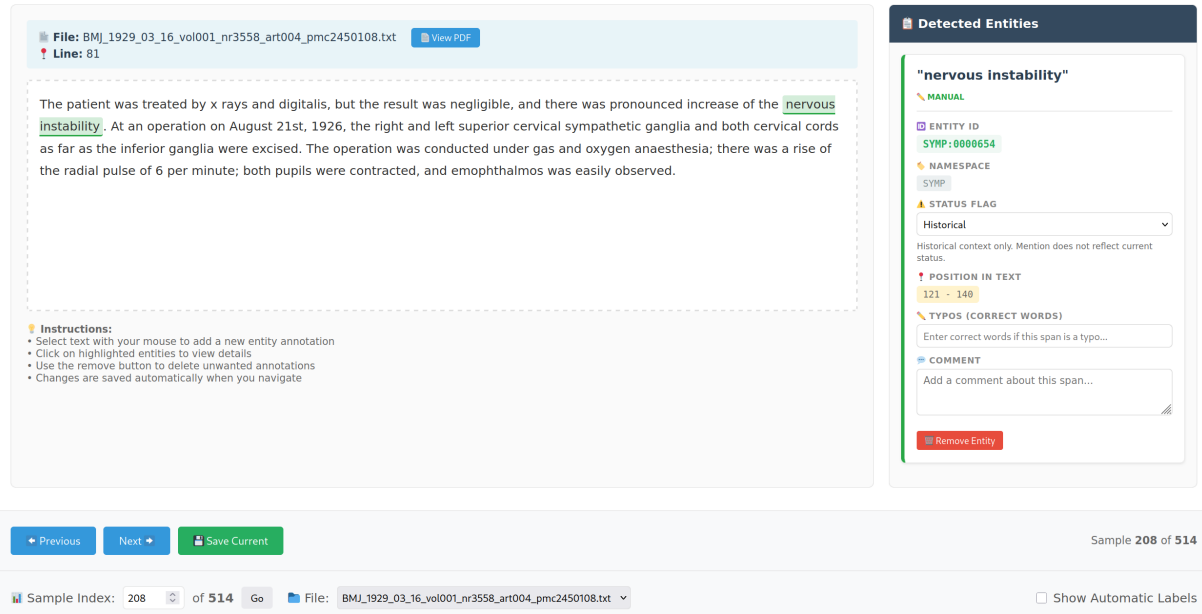 File: BMJ_1929_03_16_vol001_nr3558_art004_pmc2450108.txt View PDF
Line: 81
The patient was treated by x rays and digitalis, but the result was negligible, and there was pronounced increase of the nervous
instability. At an operation on August 21st, 1926, the right and left superior cervical sympathetic ganglia and both cervical cords
as far as the inferior ganglia were excised. The operation was conducted under gas and oxygen anaesthesia; there was a rise of
the radial pulse of 6 per minute; both pupils were contracted, and emophthalmos was easily observed.
Instructions:
• Select text with your mouse to add a new entity annotation
• Click on highlighted entities to view details
• Use the remove button to delete unwanted annotations
• Changes are saved automatically when you navigate
Detected Entities
"nervous instability"
MANUAL
ID ENTITY ID
SYMP:0000654
NAMESPACE
SYMP
STATUS FLAG
Historical
Historical context only. Mention does not reflect current
status.
POSITION IN TEXT
121 - 140
TYPOS (CORRECT WORDS)
Enter correct words if this span is a typo...
COMMENT
Add a comment about this span...
Remove Entity
Previous Next Save Current Sample 208 of 514
Sample Index: 208 of 514 Go File: BMJ_1929_03_16_vol001_nr3558_art004_pmc2450108.txt Show Automatic Labels